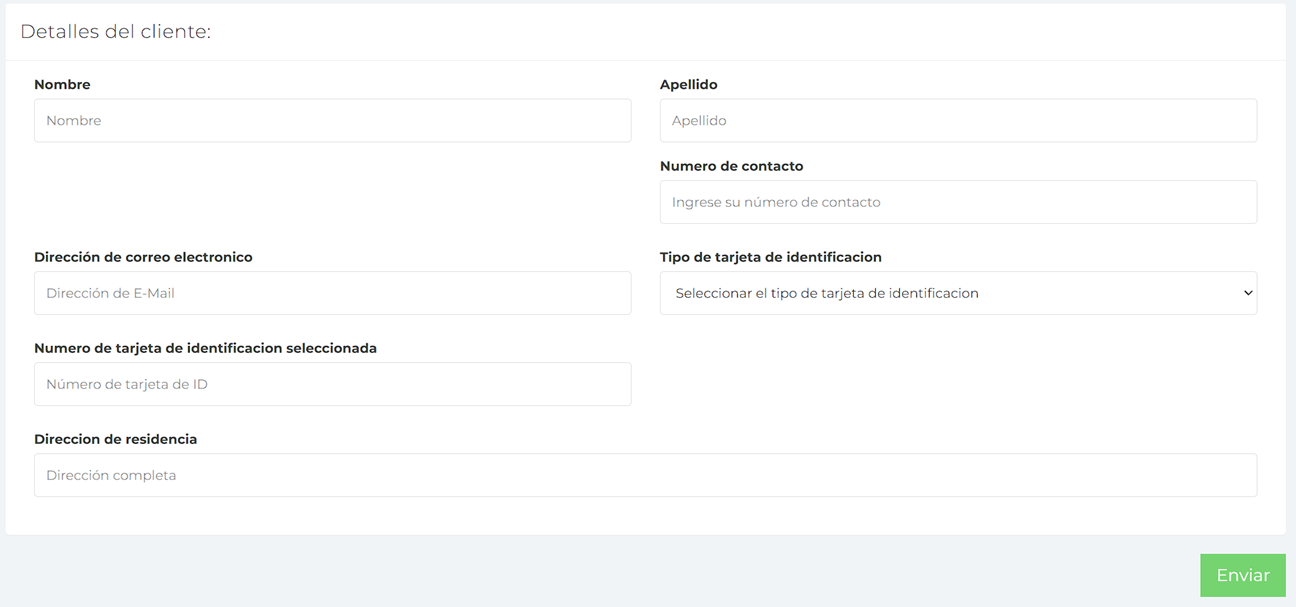 Detalles del cliente:
Nombre
Apellido
Nombre
Apellido
Numero de contacto
Ingrese su número de contacto
Dirección de correo electronico
Tipo de tarjeta de identificacion
Dirección de E-Mail
Seleccionar el tipo de tarjeta de identificacion
Numero de tarjeta de identificacion seleccionada
Número de tarjeta de ID
Direccion de residencia
Dirección completa
Enviar